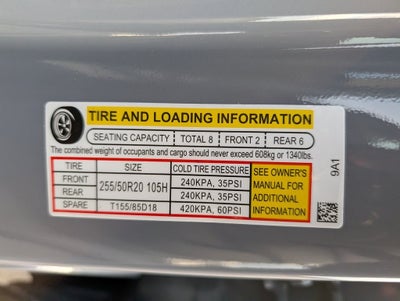 TIRE AND LOADING INFORMATION
SEATING CAPACITY TOTAL 8 FRONT 2 REAR 6
The combined weight of occupants and cargo should never exceed 608kg or 1340lbs.
TIRE SIZE COLD TIRE PRESSURE
FRONT 255/50R20 105H 240KPA, 35PSI
REAR 240KPA, 35PSI
SPARE T155/85D18 420KPA, 60PSI
SEE OWNER'S
MANUAL FOR
ADDITIONAL
INFORMATION
9A1